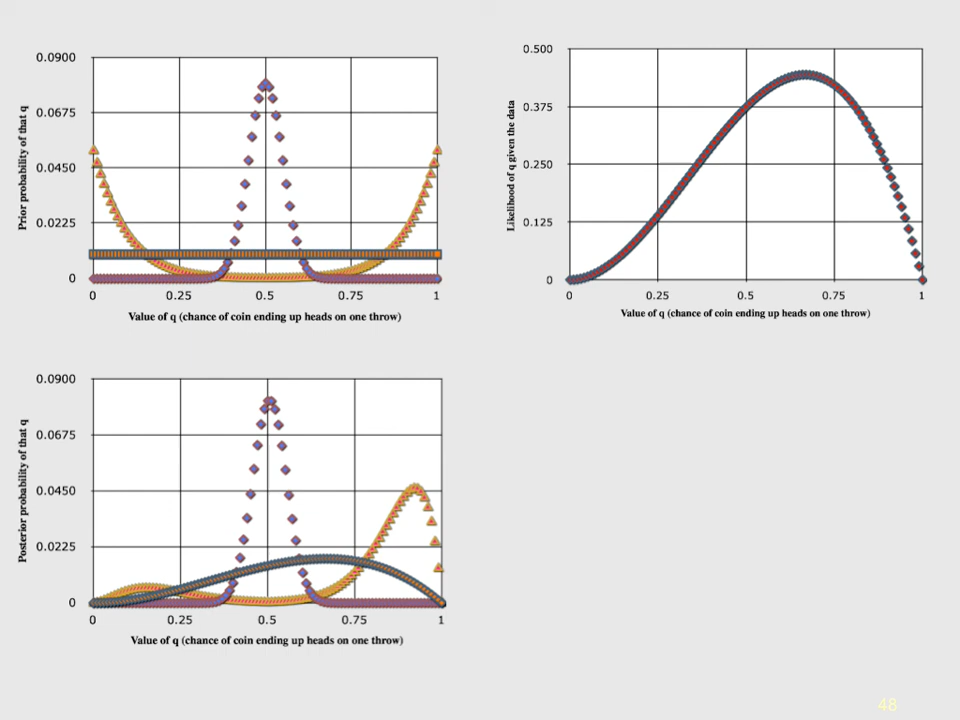 0.0900
0.0675
0.0450
0.0225
0
Prior probability of that q
0 0.25 0.5 0.75 1
Value of q (chance of coin ending up heads on one throw)
0.500
0.375
0.250
0.125
0
Likelihood of q given the data
0 0.25 0.5 0.75 1
Value of q (chance of coin ending up heads on one throw)
0.0900
0.0675
0.0450
0.0225
0
Posterior probability of that q
0 0.25 0.5 0.75 1
Value of q (chance of coin ending up heads on one throw)
48